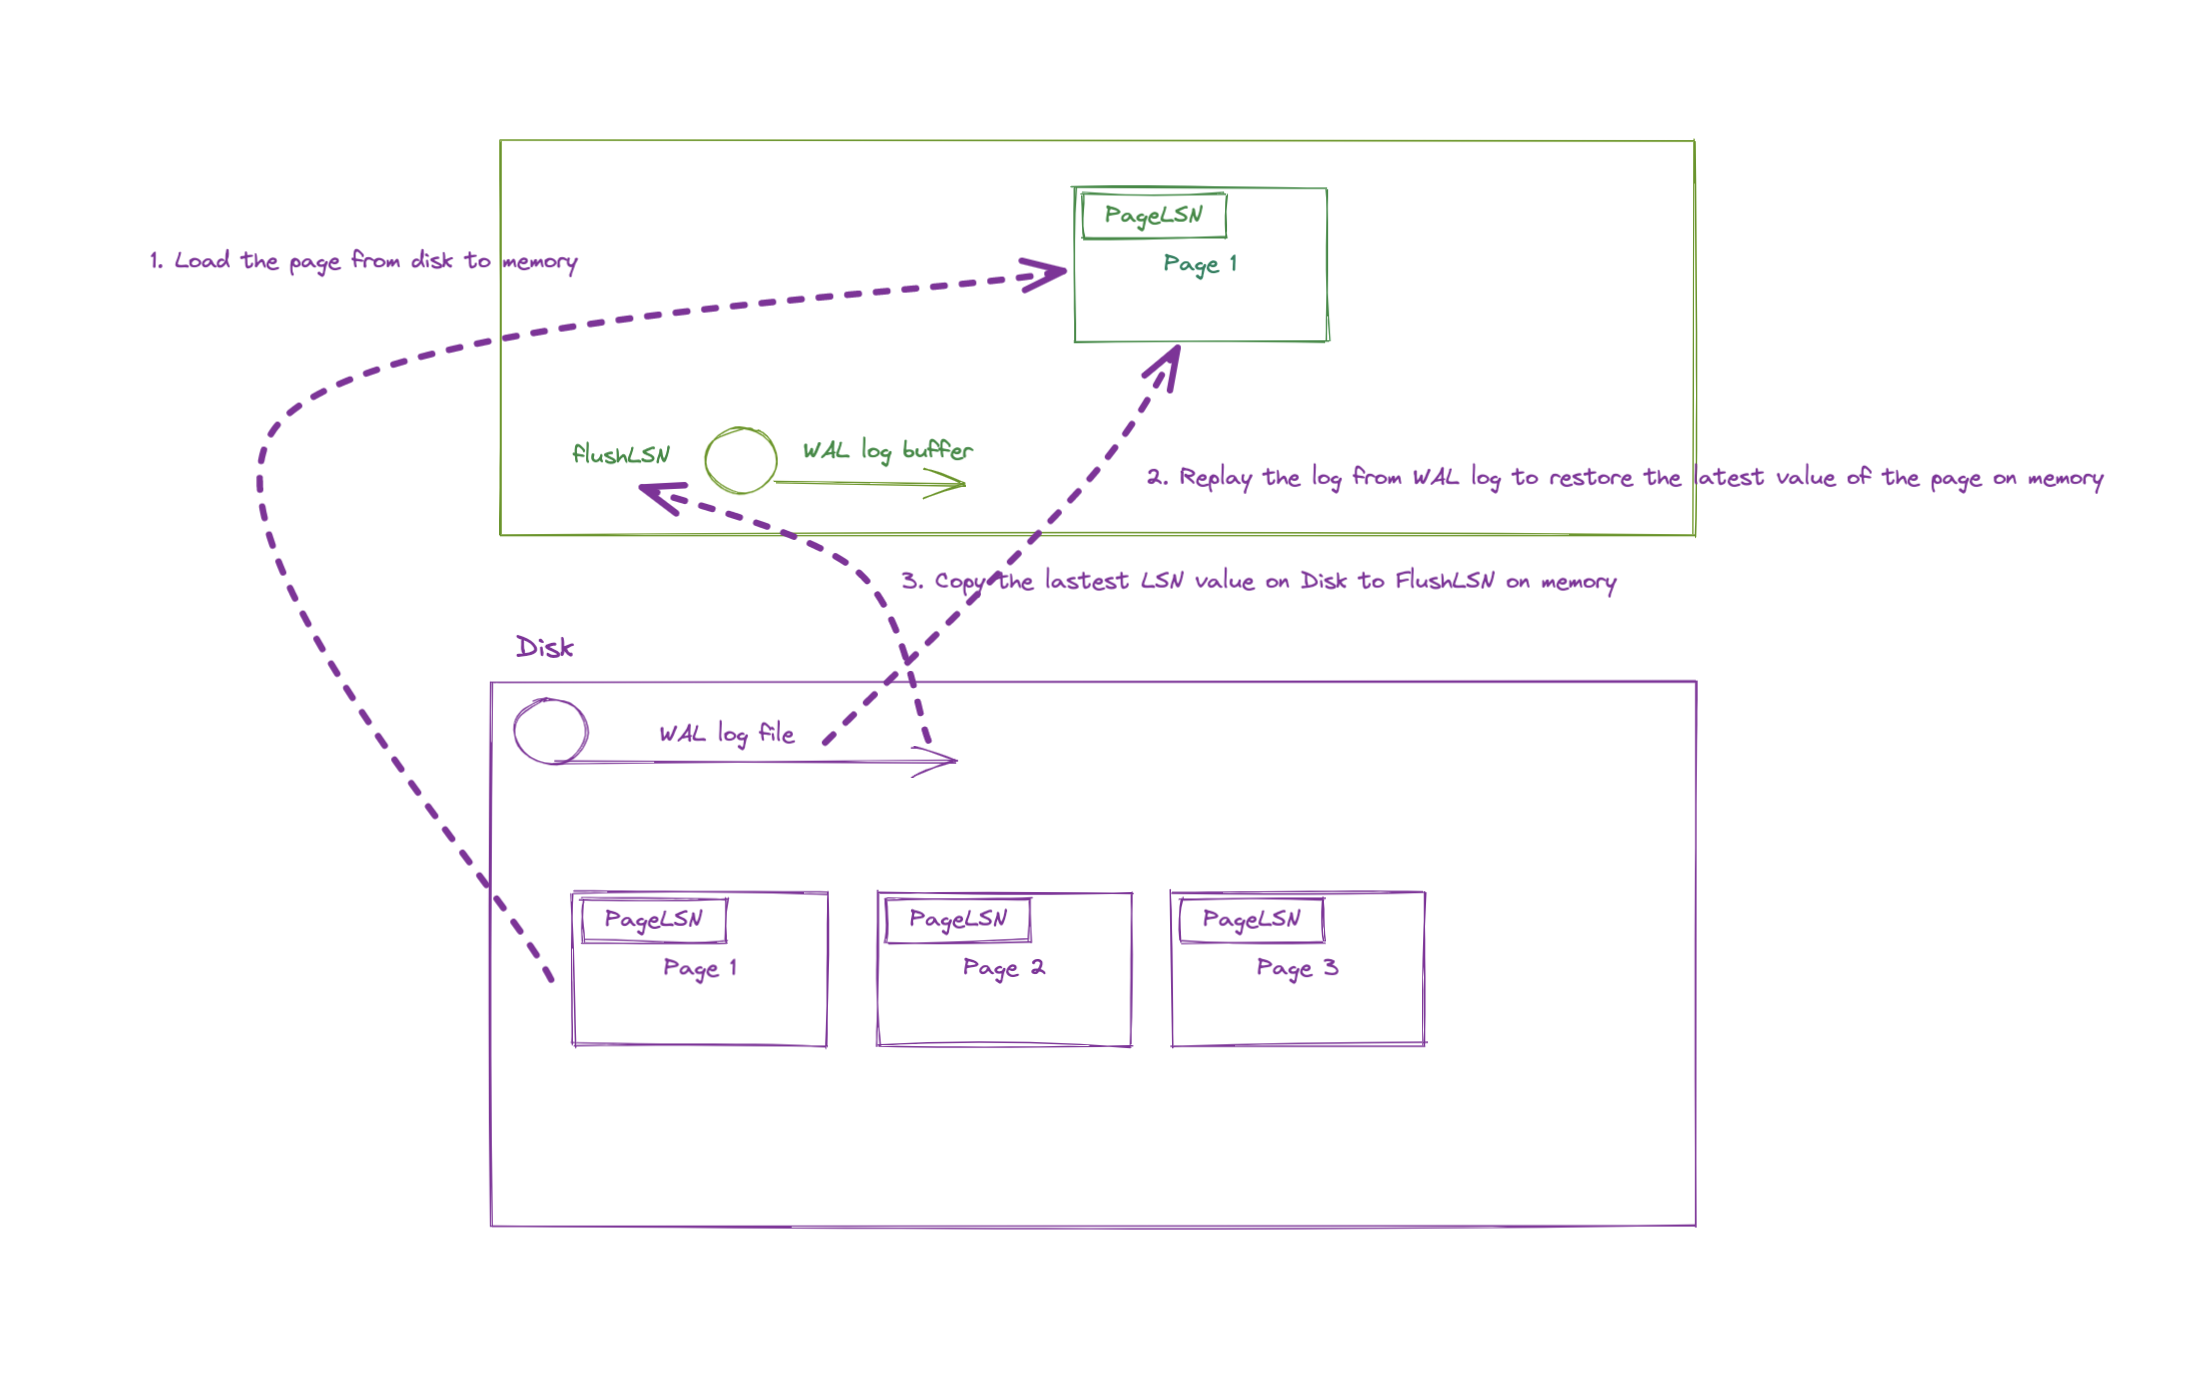 PageLSN
1. Load the page from disk to memory
Page 1
flushLSN
WAL log buffer
2. Replay the log from WAL log to restore the latest value of the page on memory
3. Copy the lastest LSN value on Disk to FlushLSN on memory
Disk
WAL log file
PageLSN
Page 1
PageLSN
Page 2
PageLSN
Page 3